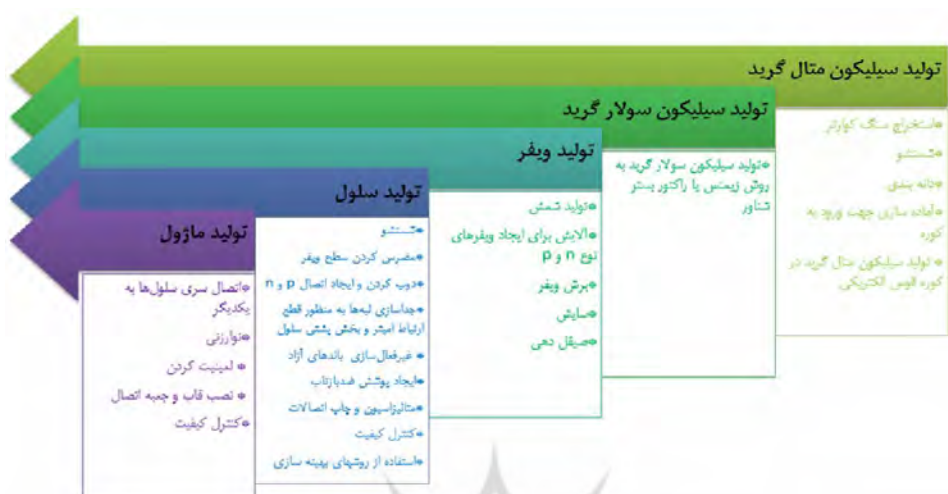 تولید سیلیکون متال گرید
•استخراج سنگ کوارتز
•شستشو
•دانه بندی
•آماده سازی جهت ورود به
کوره
• تولید سیلیکون متال گرید در
کوره قوس الکتریکی
تولید سیلیکون سولار گرید
•تولید سیلیکون سولار گرید به
روش زیمنس یا راکتور بستر
شناور
تولید ویفر
•تولید شمش
•آلایش برای ایجاد ویفرهای
نوع n و p
•برش ویفر
•سایش
•صیقل دهی
تولید سلول
•شستشو
•مضرس کردن سطح ویفر
•دوپ کردن و ایجاد اتصال p و n
•جداسازی لبه‌ها به منظور قطع
ارتباط امیتر و بخش پشتی سلول
• غیرفعال‌سازی باندهای آزاد
•ایجاد پوشش ضدبازتاب
•متالیزاسیون و چاپ اتصالات
•کنترل کیفیت
•استفاده از روشهای بهینه سازی
تولید ماژول
•اتصال سری سلول‌ها به
یکدیگر
•نوارزنی
• لمینیت کردن
• نصب قاب و جعبه اتصال
•کنترل کیفیت